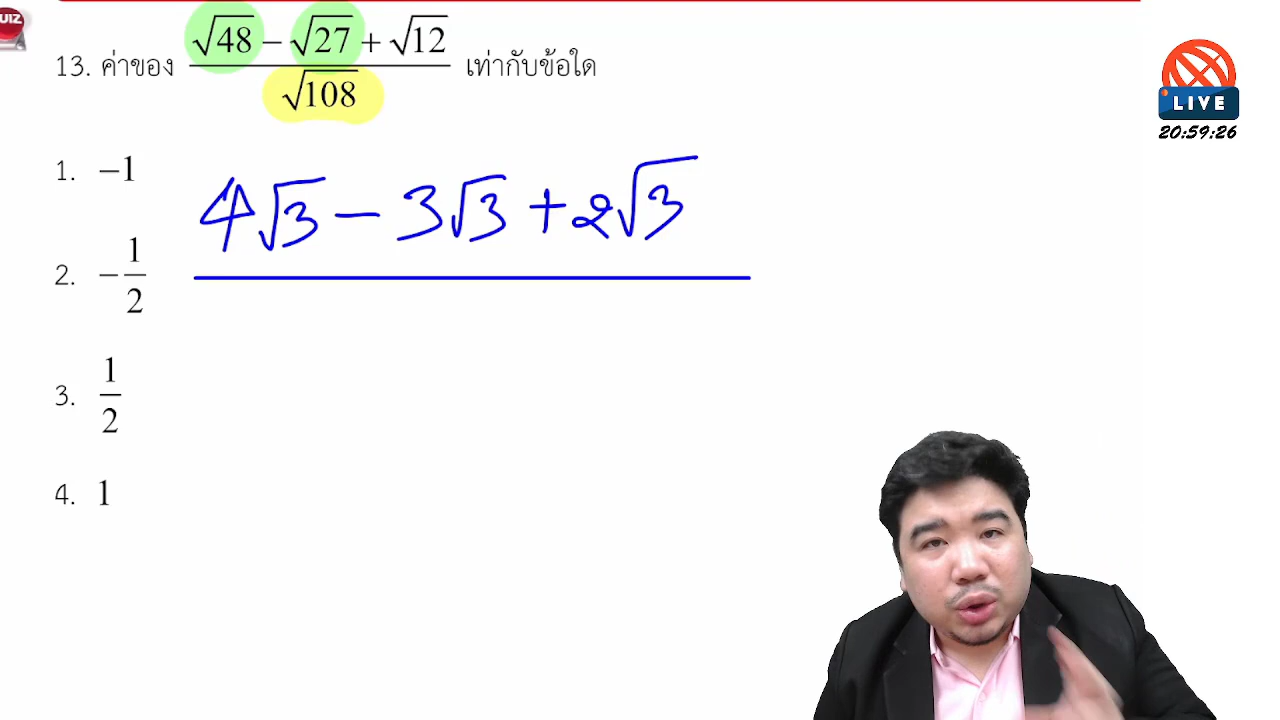 QUIZ
13. ค่าของ (√48 − √27 + √12) / √108 เท่ากับข้อใด
LIVE
20:59:26
1. −1
4√3 − 3√3 + 2√3
2. −1/2
3. 1/2
4. 1